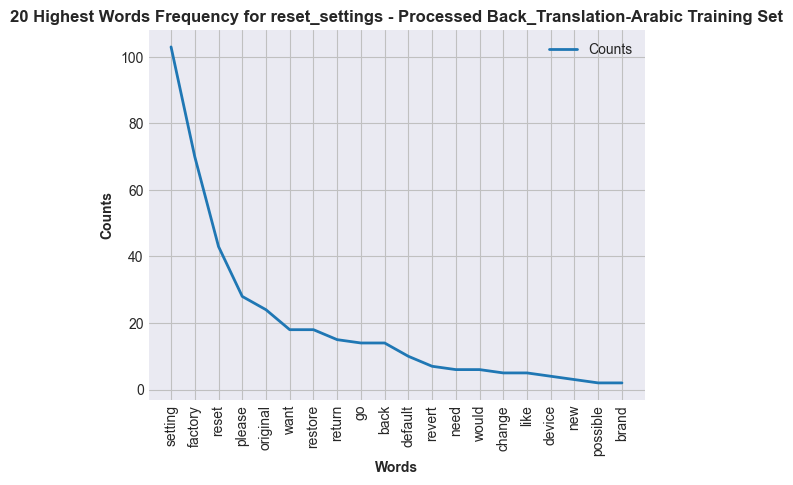 20 Highest Words Frequency for reset_settings - Processed Back_Translation-Arabic Training Set
Counts
100
80
60
40
20
0
Counts
setting
factory
reset
please
original
want
restore
return
go
back
default
revert
need
would
change
like
device
new
possible
brand
Words